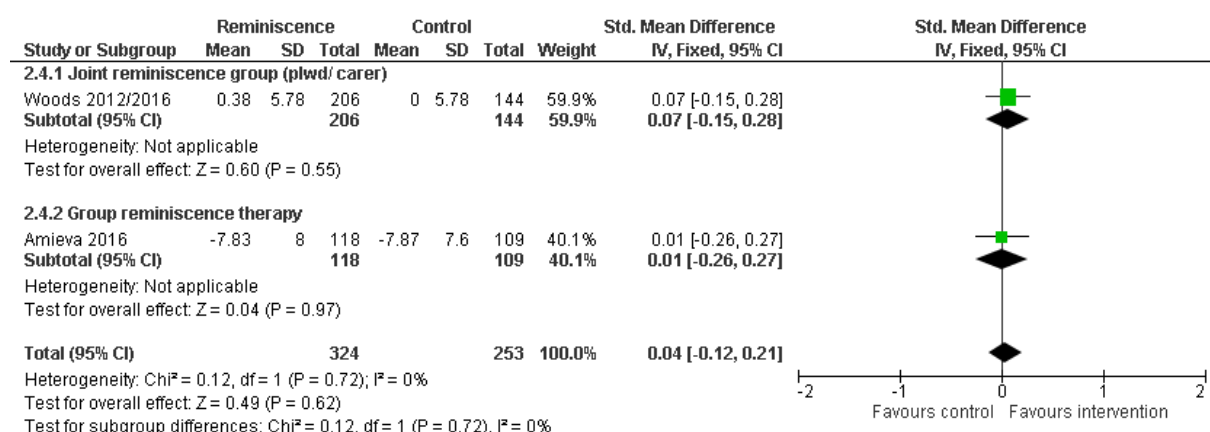 Reminiscence Control Std. Mean Difference Std. Mean Difference
Study or Subgroup Mean SD Total Mean SD Total Weight IV, Fixed, 95% CI IV, Fixed, 95% CI
2.4.1 Joint reminiscence group (plwd/ carer)
Woods 2012/2016 0.38 5.78 206 0 5.78 144 59.9% 0.07 [-0.15, 0.28]
Subtotal (95% CI) 206 144 59.9% 0.07 [-0.15, 0.28]
Heterogeneity: Not applicable
Test for overall effect: Z = 0.60 (P = 0.55)
2.4.2 Group reminiscence therapy
Amieva 2016 -7.83 8 118 -7.87 7.6 109 40.1% 0.01 [-0.26, 0.27]
Subtotal (95% CI) 118 109 40.1% 0.01 [-0.26, 0.27]
Heterogeneity: Not applicable
Test for overall effect: Z = 0.04 (P = 0.97)
Total (95% CI) 324 253 100.0% 0.04 [-0.12, 0.21]
Heterogeneity: Chi² = 0.12, df = 1 (P = 0.72); I² = 0%
Test for overall effect: Z = 0.49 (P = 0.62)
Test for subgroup differences: Chi² = 0.12, df = 1 (P = 0.72), I² = 0%
-2 -1 0 1 2
Favours control Favours intervention